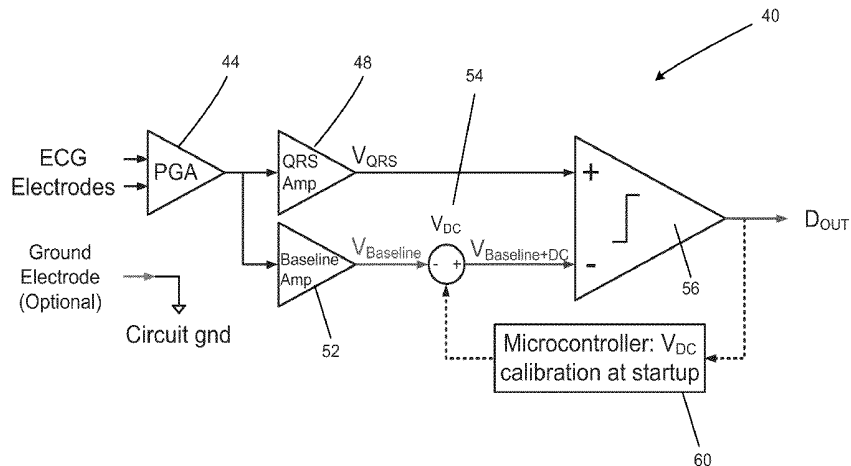 40
44
48
54
ECG
Electrodes
PGA
QRS
Amp
VQRS
VDC
+
-
DOUT
Ground
Electrode
(Optional)
Circuit gnd
Baseline
Amp
VBaseline
- +
VBaseline+DC
52
56
Microcontroller: VDC
calibration at startup
60